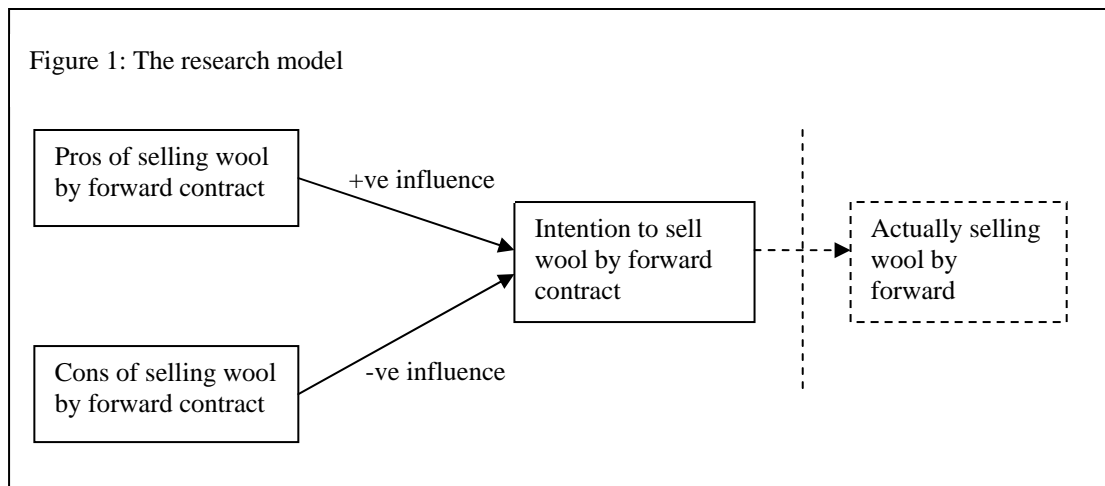 Figure 1: The research model
Pros of selling wool
by forward contract
+ve influence
Intention to sell
wool by forward
contract
Actually selling
wool by
forward
Cons of selling wool
by forward contract
-ve influence